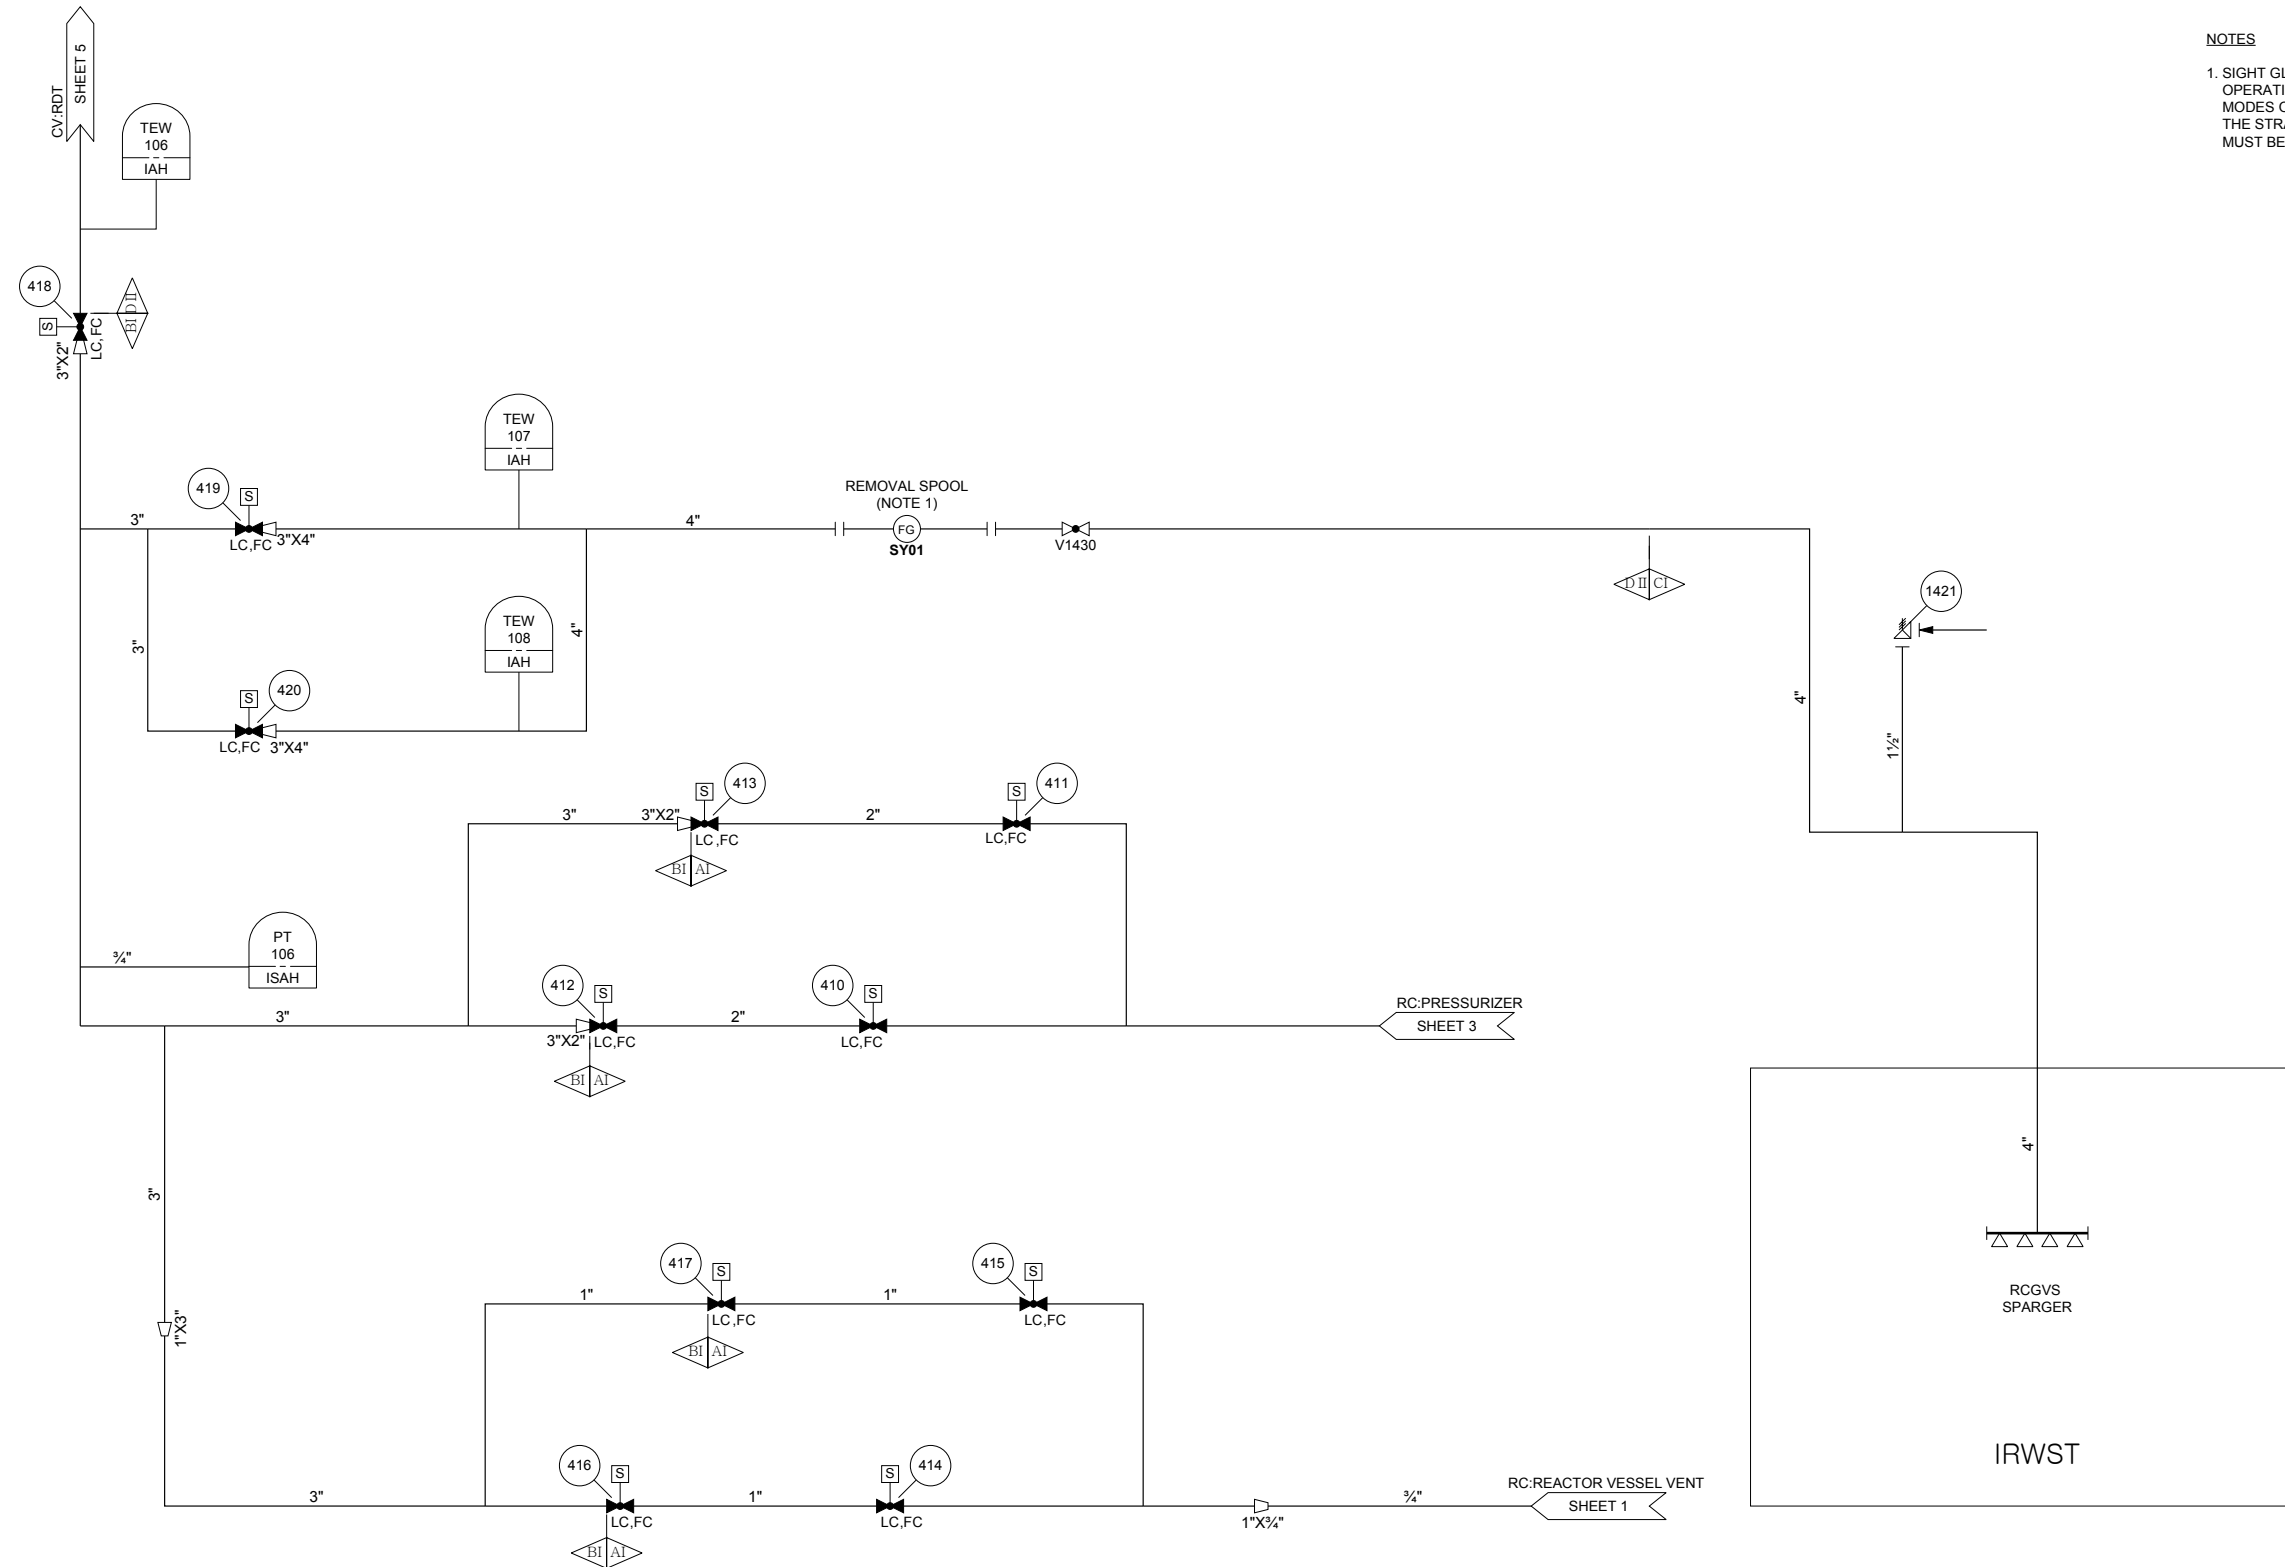 NOTES
1. SIGHT
MUST BE
CV:RDT
SHEET 5
TEW
106
IAH
418
S
LC,FC
3"X2"
BI D II
TEW
107
IAH
419
S
3"
LC,FC
3"X4"
4"
REMOVAL SPOOL
(NOTE 1)
FG
SY01
V1430
D II CI
1421
3"
TEW
108
IAH
4"
420
S
LC,FC
3"X4"
4"
1½"
413
S
3"
3"X2"
LC,FC
BI AI
2"
411
S
LC,FC
¾"
PT
106
ISAH
3"
412
S
3"X2"
LC,FC
BI AI
2"
410
S
LC,FC
RC:PRESSURIZER
SHEET 3
3"
1"X3"
4"
RCGVS
SPARGER
IRWST
417
S
1"
LC,FC
BI AI
1"
415
S
LC,FC
3"
416
S
LC,FC
BI AI
1"
414
S
LC,FC
1"X¾"
¾"
RC:REACTOR VESSEL VENT
SHEET 1